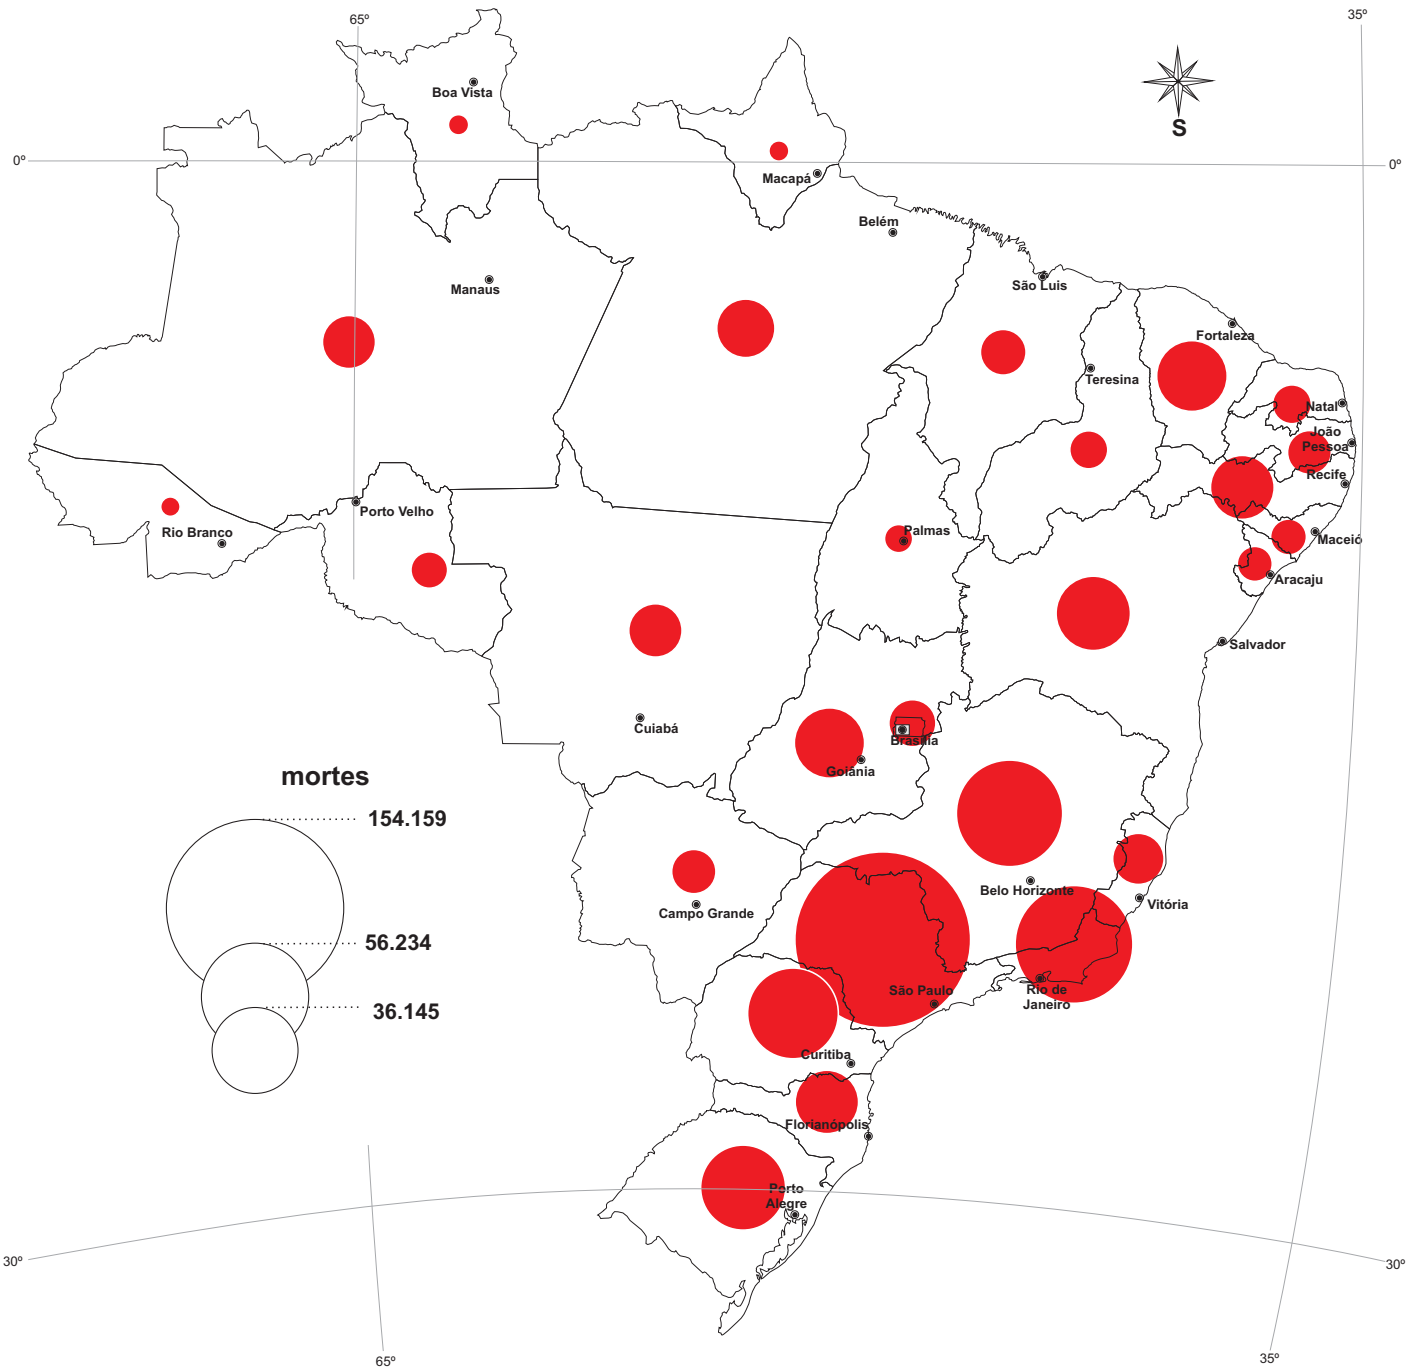 65º
35º
Boa Vista
S
0º
0º
Macapá
Belém
Manaus
São Luis
Fortaleza
Teresina
Natal
João
Pessoa
Recife
Porto Velho
Rio Branco
Palmas
Maceió
Aracaju
Salvador
Cuiabá
Brasília
Goiánia
mortes
154.159
56.234
36.145
Campo Grande
Belo Horizonte
Vitória
São Paulo
Rio de
Janeiro
Curitiba
Florianópolis
Porto
Alegre
30º
30º
65º
35º